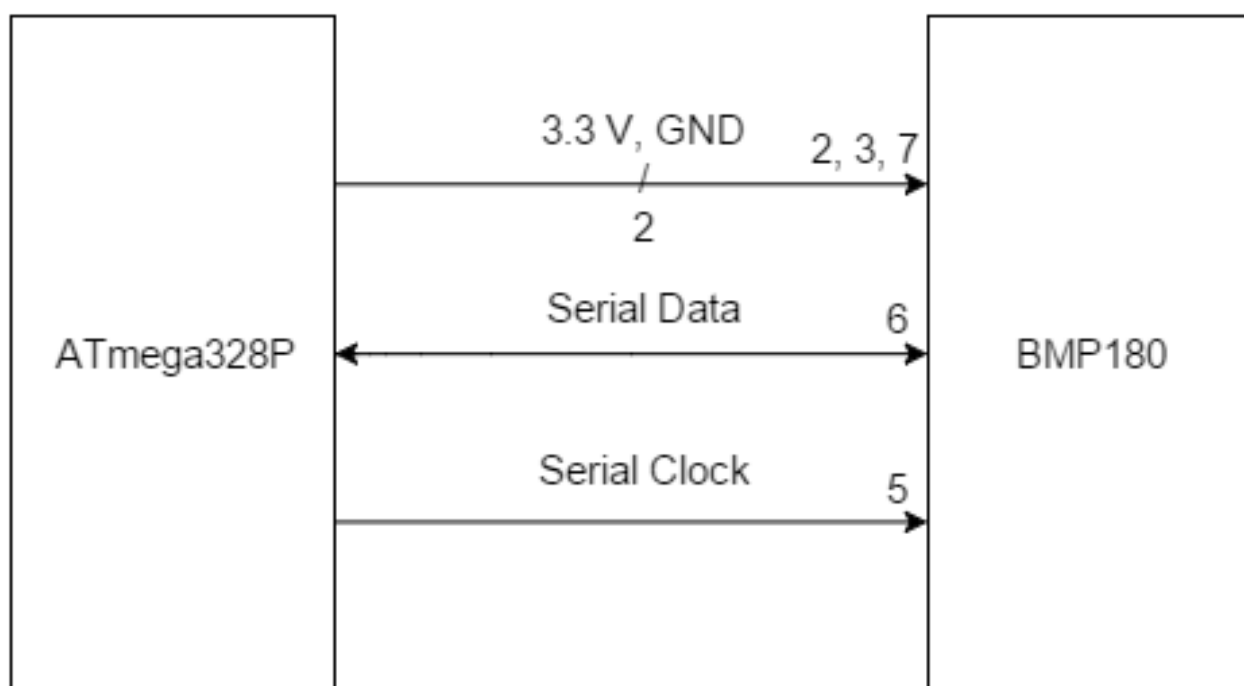 3.3 V, GND
2, 3, 7
2
Serial Data
6
ATmega328P
BMP180
Serial Clock
5